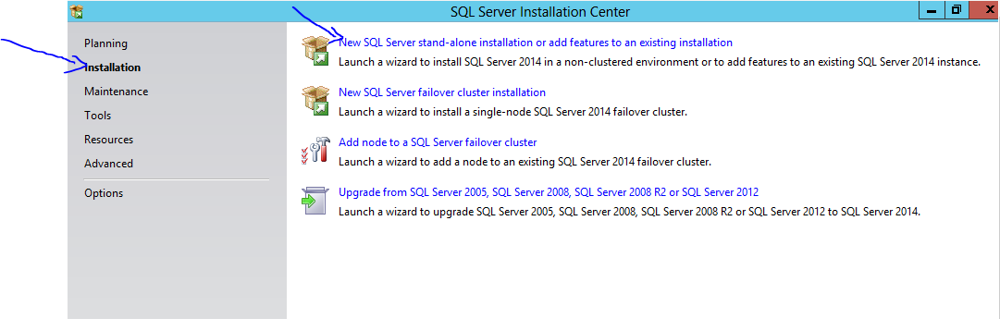 SQL Server Installation Center
Planning
Installation
Maintenance
Tools
Resources
Advanced
Options
New SQL Server stand-alone installation or add features to an existing installation
Launch a wizard to install SQL Server 2014 in a non-clustered environment or to add features to an existing SQL Server 2014 instance.
New SQL Server failover cluster installation
Launch a wizard to install a single-node SQL Server 2014 failover cluster.
Add node to a SQL Server failover cluster
Launch a wizard to add a node to an existing SQL Server 2014 failover cluster.
Upgrade from SQL Server 2005, SQL Server 2008, SQL Server 2008 R2 or SQL Server 2012
Launch a wizard to upgrade SQL Server 2005, SQL Server 2008, SQL Server 2008 R2 or SQL Server 2012 to SQL Server 2014.